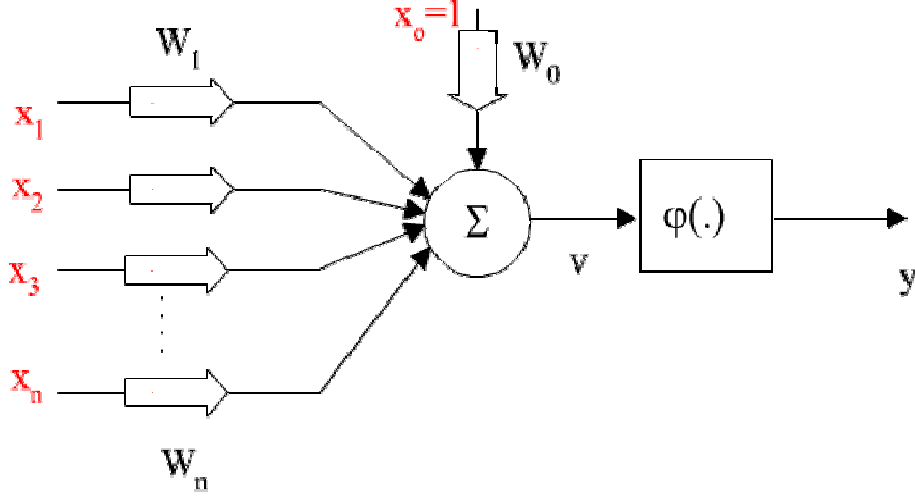 x₀=1
W₁
W₀
x₁
x₂
Σ
φ(.)
v
x₃
y
xₙ
Wₙ